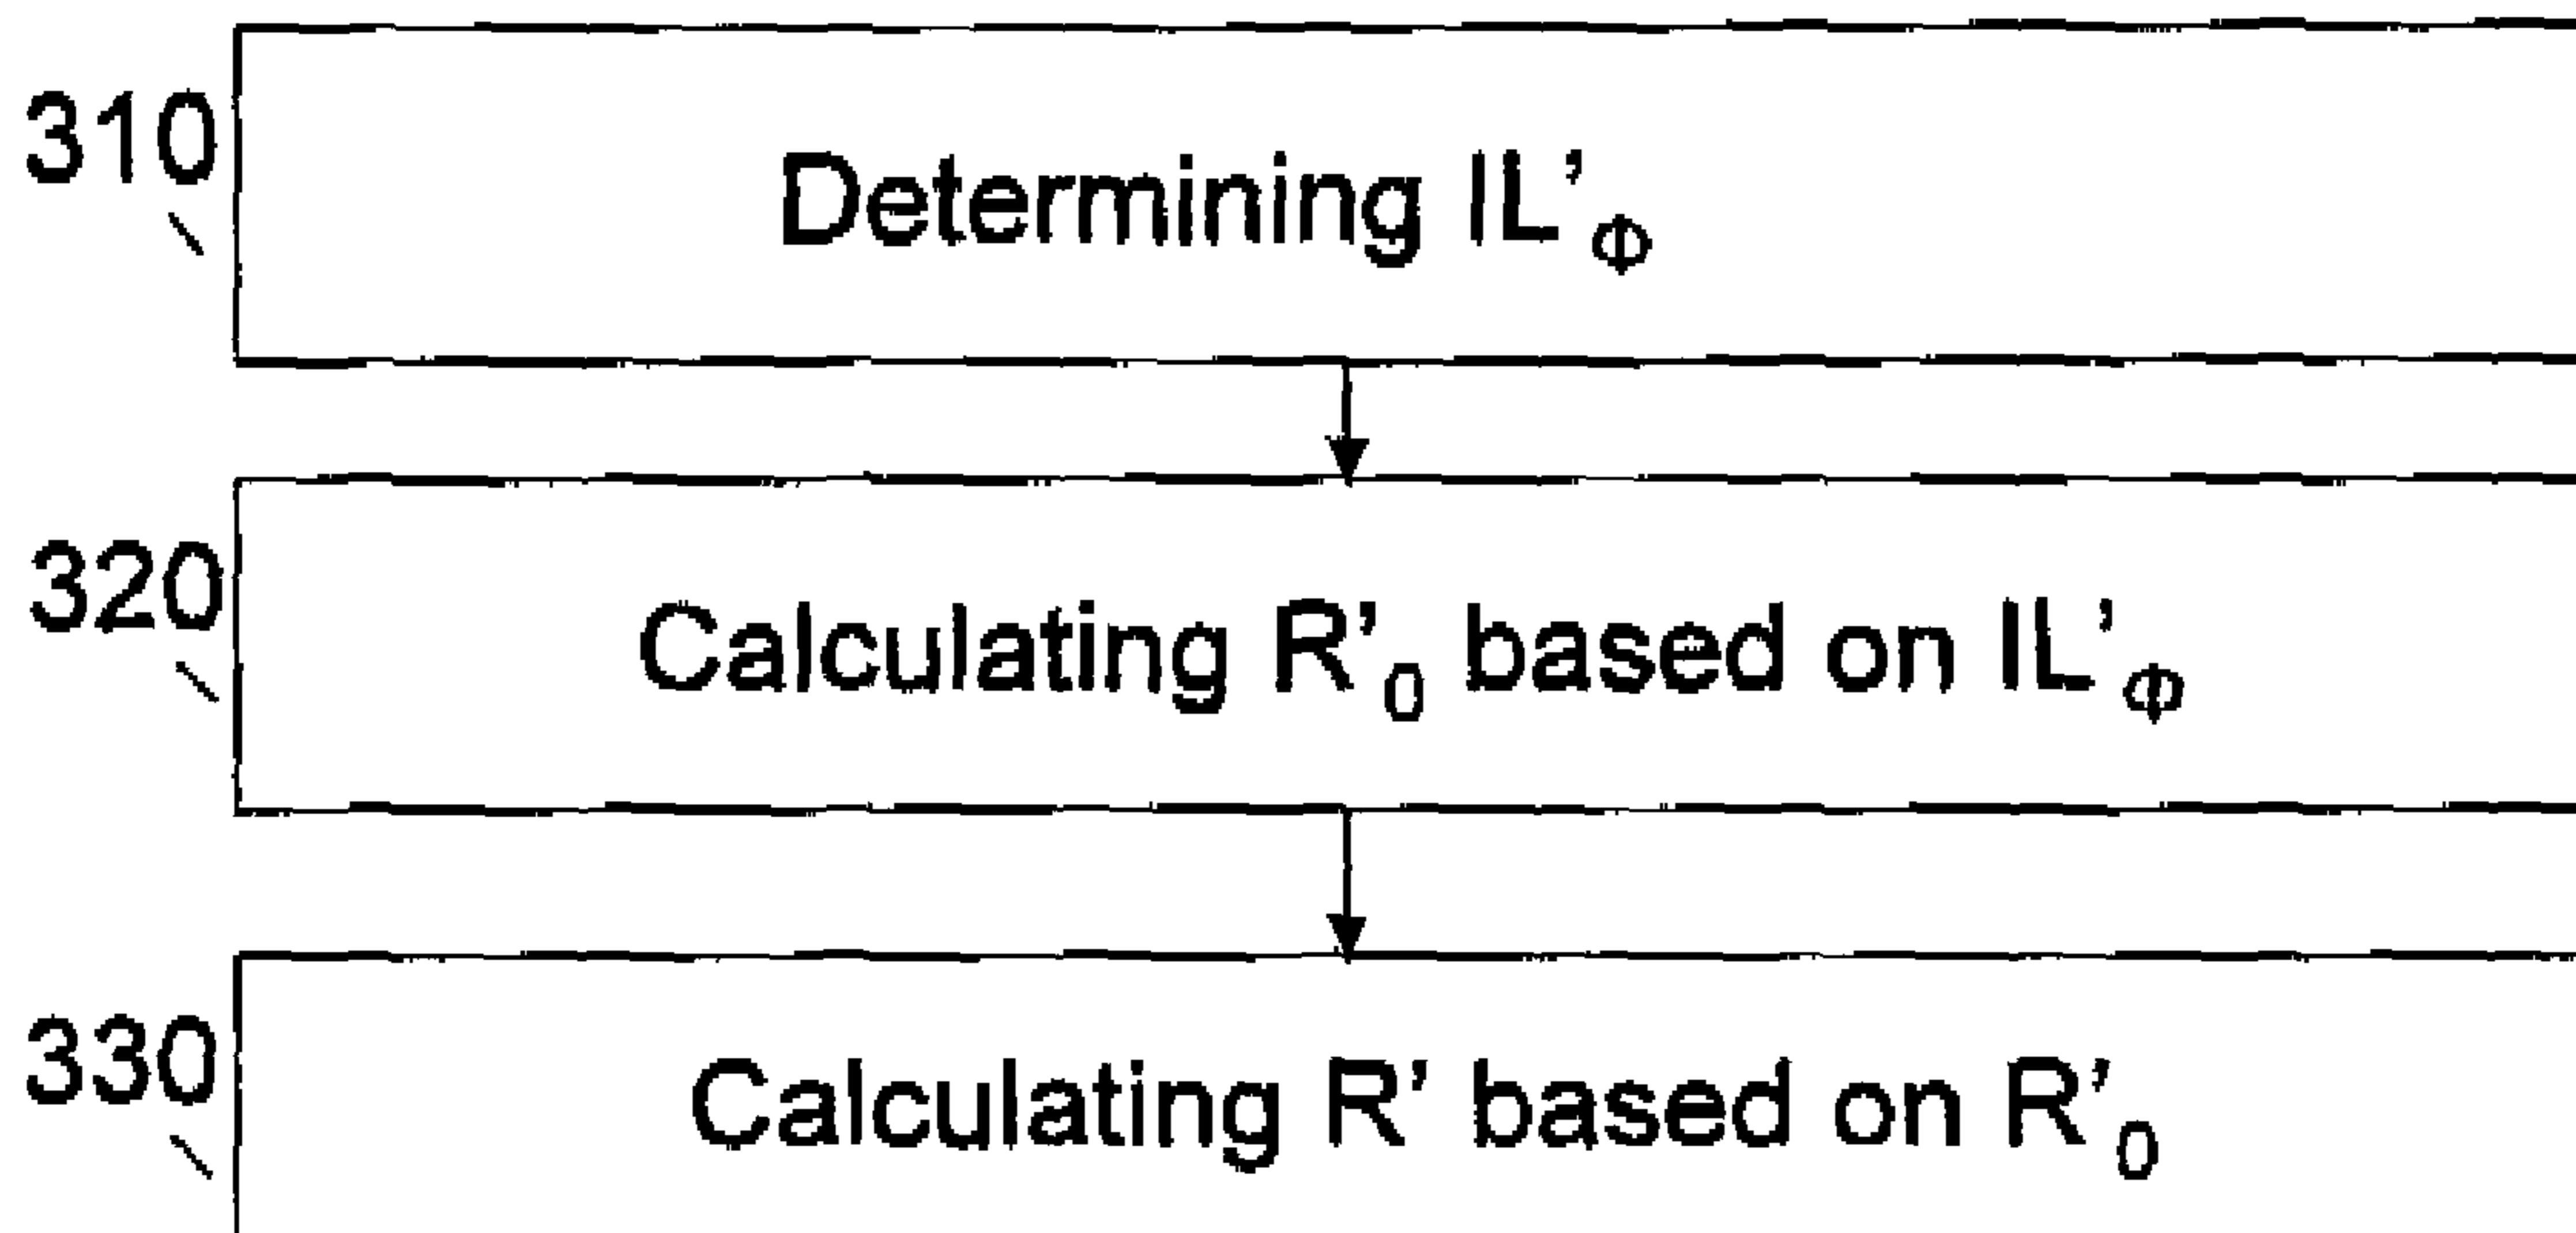 310
Determining IL’Φ
320
Calculating R’0 based on IL’Φ
330
Calculating R’ based on R’0